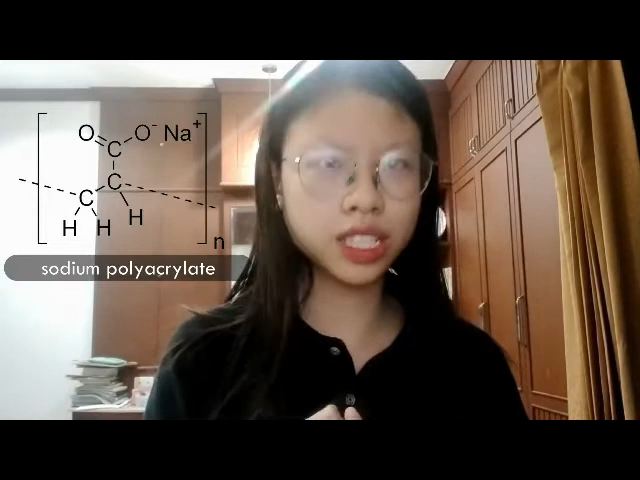 O O⁻ Na⁺
C
C
C
H
H H
n
sodium polyacrylate